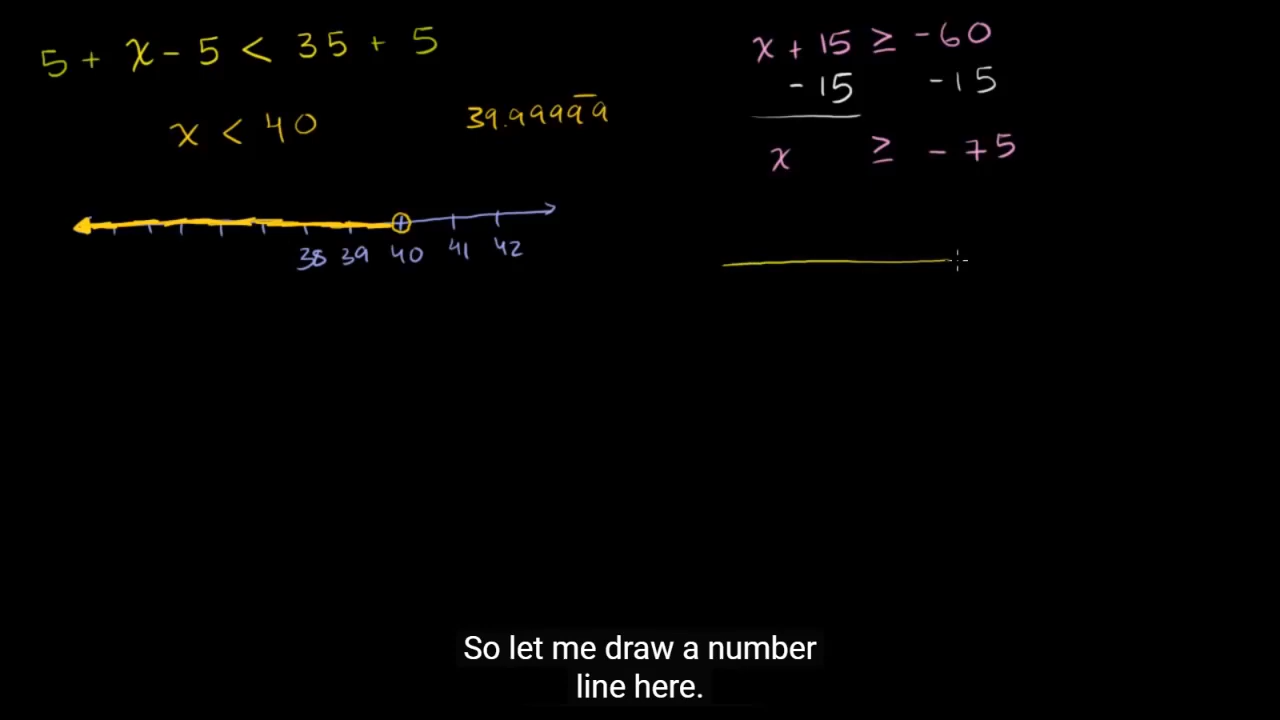 5 + x - 5 < 35 + 5
x < 40
39.99999̅9
38 39 40 41 42
x + 15 ≥ -60
-15 -15
x ≥ -75
So let me draw a number
line here.